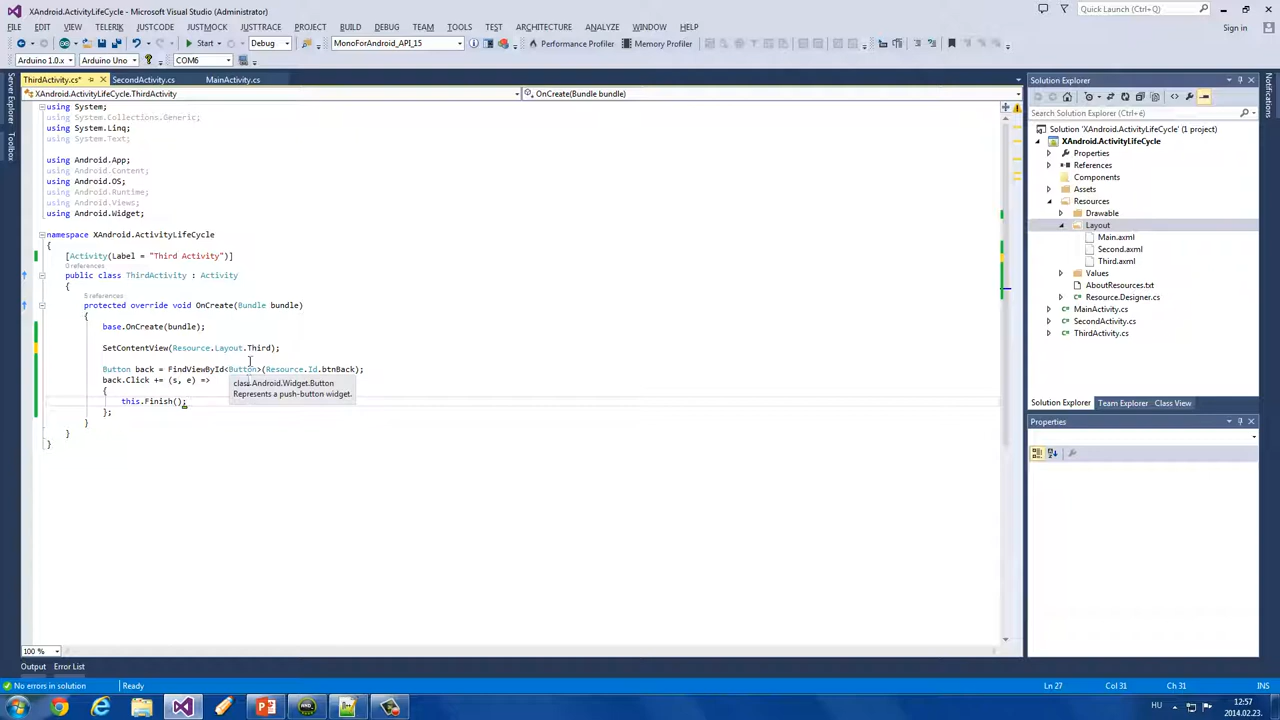 XAndroid.ActivityLifeCycle - Microsoft Visual Studio (Administrator)
Quick Launch (Ctrl+Q)
FILE EDIT VIEW TELERIK JUSTCODE JUSTMOCK JUSTTRACE PROJECT BUILD DEBUG TEAM TOOLS TEST ARCHITECTURE ANALYZE WINDOW HELP
Sign in
Start Debug MonoForAndroid_API_15 Performance Profiler Memory Profiler
Arduino 1.0.x Arduino Uno COM6
Server Explorer
Toolbox
ThirdActivity.cs* SecondActivity.cs MainActivity.cs
XAndroid.ActivityLifeCycle.ThirdActivity OnCreate(Bundle bundle)
using System;
using System.Collections.Generic;
using System.Linq;
using System.Text;
using Android.App;
using Android.Content;
using Android.OS;
using Android.Runtime;
using Android.Views;
using Android.Widget;
namespace XAndroid.ActivityLifeCycle
{
[Activity(Label = "Third Activity")]
0 references
public class ThirdActivity : Activity
{
5 references
protected override void OnCreate(Bundle bundle)
{
base.OnCreate(bundle);
SetContentView(Resource.Layout.Third);
Button back = FindViewById<Button>(Resource.Id.btnBack);
back.Click += (s, e) =>
{
this.Finish();
};
}
}
}
class Android.Widget.Button
Represents a push-button widget.
100 %
Output Error List
Solution Explorer
Search Solution Explorer (Ctrl+é)
Solution 'XAndroid.ActivityLifeCycle' (1 project)
XAndroid.ActivityLifeCycle
Properties
References
Components
Assets
Resources
Drawable
Layout
Main.axml
Second.axml
Third.axml
Values
AboutResources.txt
Resource.Designer.cs
MainActivity.cs
SecondActivity.cs
ThirdActivity.cs
Solution Explorer Team Explorer Class View
Properties
Notifications
No errors in solution Ready Ln 27 Col 31 Ch 31 INS
HU 12:57
2014.02.23.